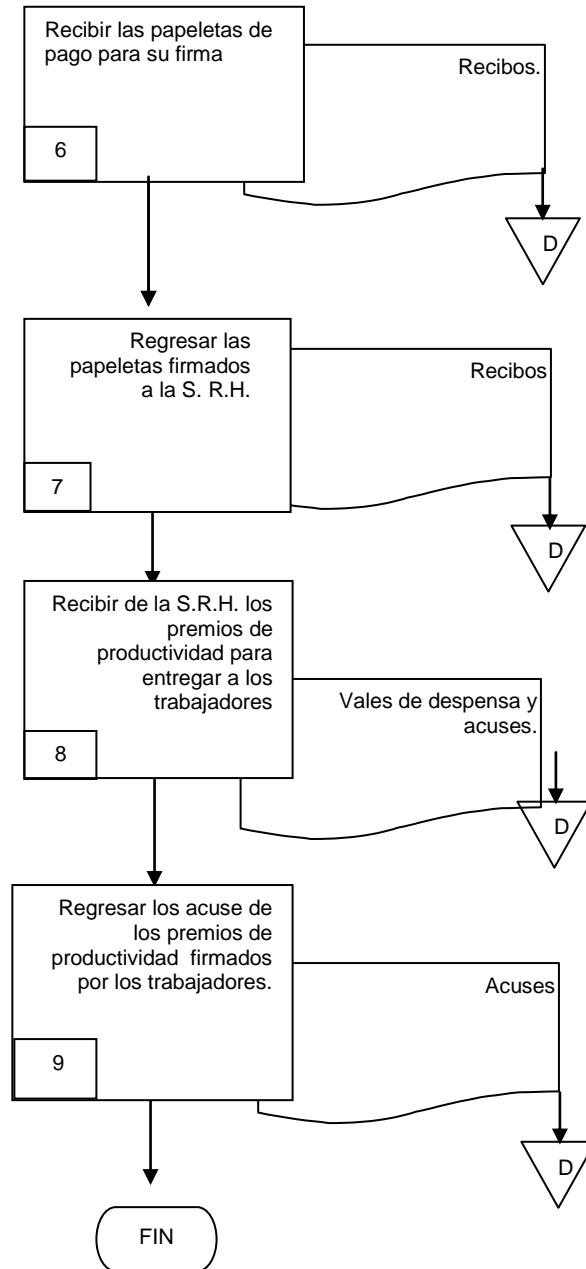 Recibir las papeletas de
pago para su firma
Recibos.
6
D
Regresar las
papeletas firmados
a la S. R.H.
Recibos
7
D
Recibir de la S.R.H. los
premios de
productividad para
entregar a los
trabajadores
Vales de despensa y
acuses.
8
D
Regresar los acuse de
los premios de
productividad firmados
por los trabajadores.
Acuses
9
D
FIN